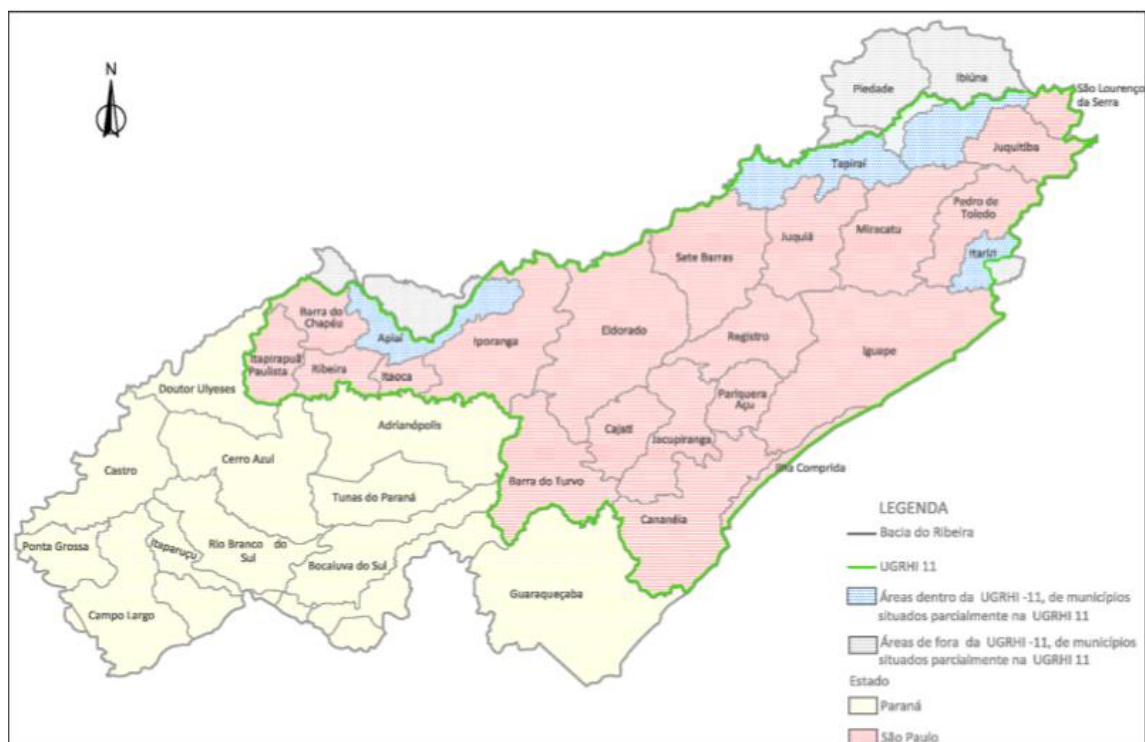 N
Piedade
Ibiúna
São Lourenço
da Serra
Juquitiba
Tapiraí
Pedro de
Toledo
Miracatu
Juquiá
Itariri
Sete Barras
Barra do
Chapéu
Apiaí
Iporanga
Eldorado
Registro
Iguape
Itapirapuã
Paulista
Ribeira
Itaoca
Doutor Ulyeses
Pariquera
Açu
Adrianópolis
Cajati
Jacupiranga
Castro
Cerro Azul
Ilha Comprida
Tunas do Paraná
Barra do Turvo
Cananéia
Ponta Grossa
Itaparuçu
Rio Branco do
Sul
Bocaiuva do Sul
Guaraqueçaba
Campo Largo
LEGENDA
Bacia do Ribeira
UGRHI 11
Áreas dentro da UGRHI -11, de municípios
situados parcialmente na UGRHI 11
Áreas de fora da UGRHI -11, de municípios
situados parcialmente na UGRHI 11
Estado
Paraná
São Paulo